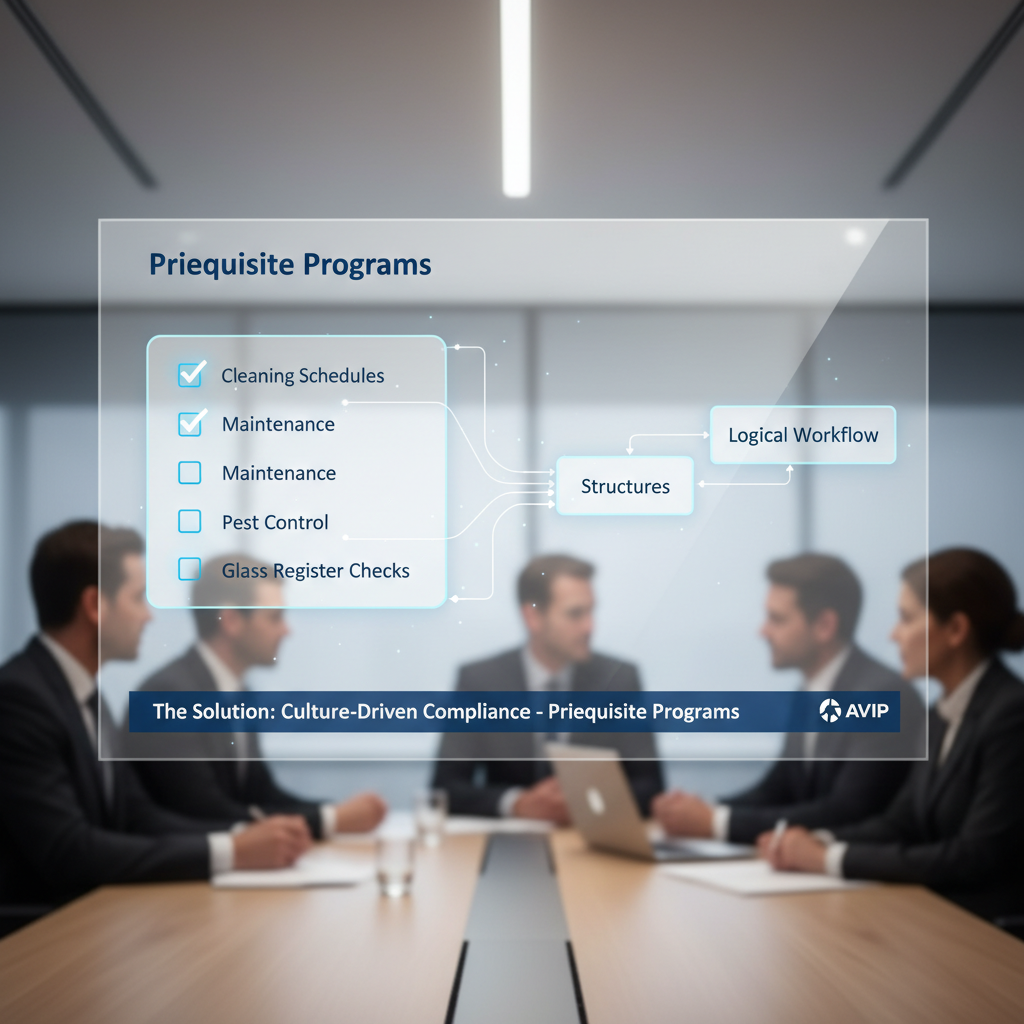 Priequisite Programs
Cleaning Schedules
Maintenance
Maintenance
Pest Control
Glass Register Checks
Structures
Logical Workflow
The Solution: Culture-Driven Compliance - Priequisite Programs
AVIP